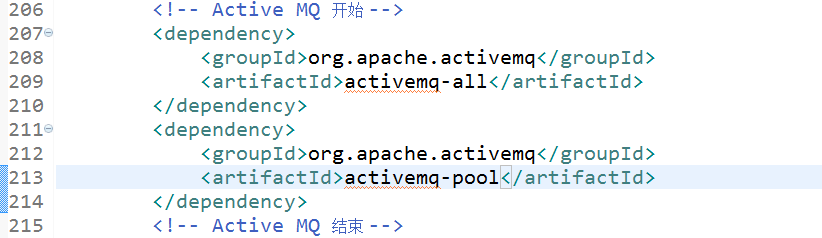 206 <!-- Active MQ 开始 -->
207 <dependency>
208 <groupId>org.apache.activemq</groupId>
209 <artifactId>activemq-all</artifactId>
210 </dependency>
211 <dependency>
212 <groupId>org.apache.activemq</groupId>
213 <artifactId>activemq-pool</artifactId>
214 </dependency>
215 <!-- Active MQ 结束 -->